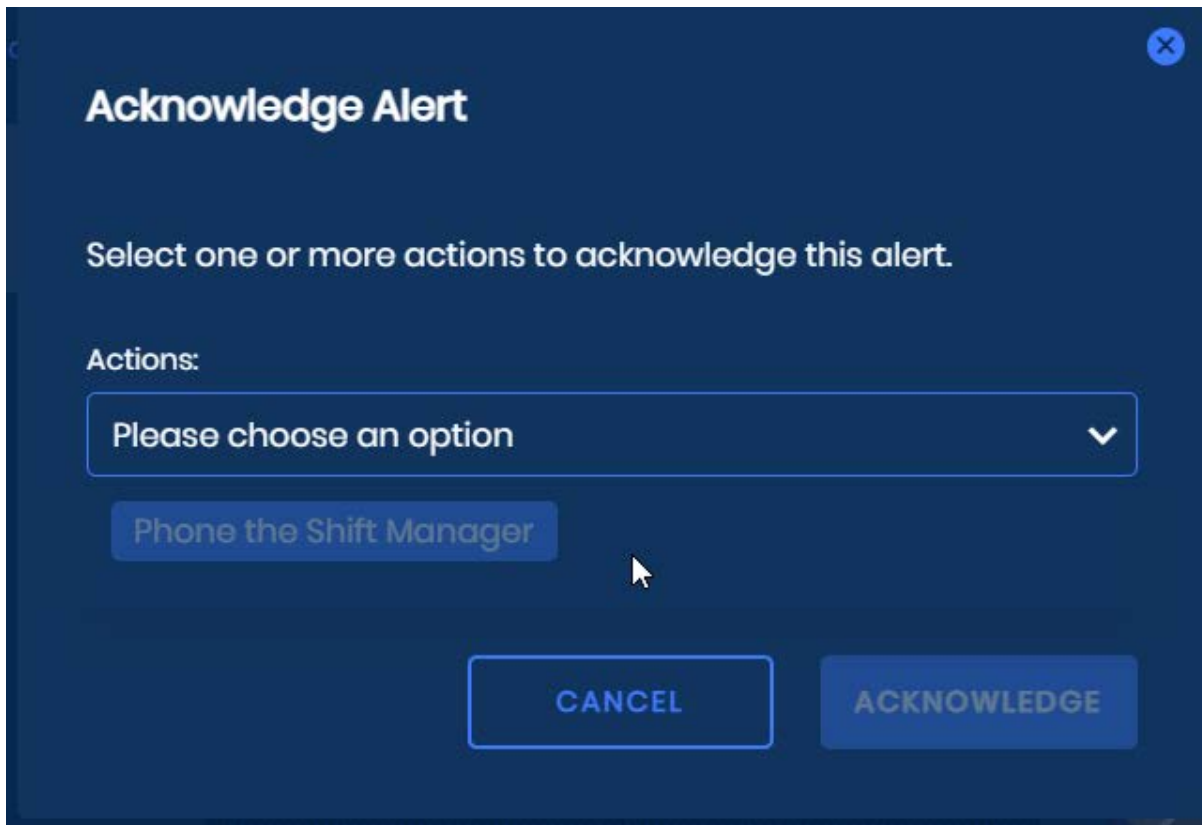 Acknowledge Alert
Select one or more actions to acknowledge this alert.
Actions:
Please choose an option
Phone the Shift Manager
CANCEL
ACKNOWLEDGE